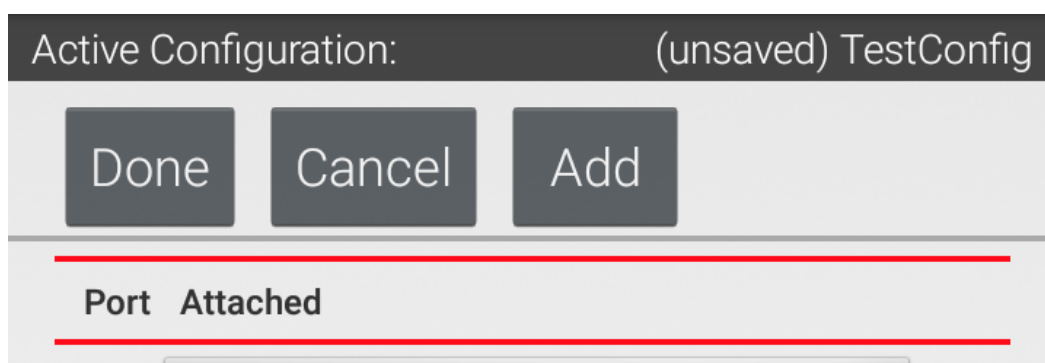 Active Configuration: (unsaved) TestConfig
Done Cancel Add
Port Attached